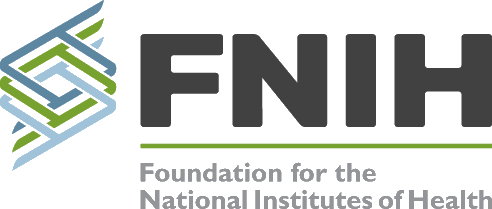 FNIH
Foundation for the
National Institutes of Health